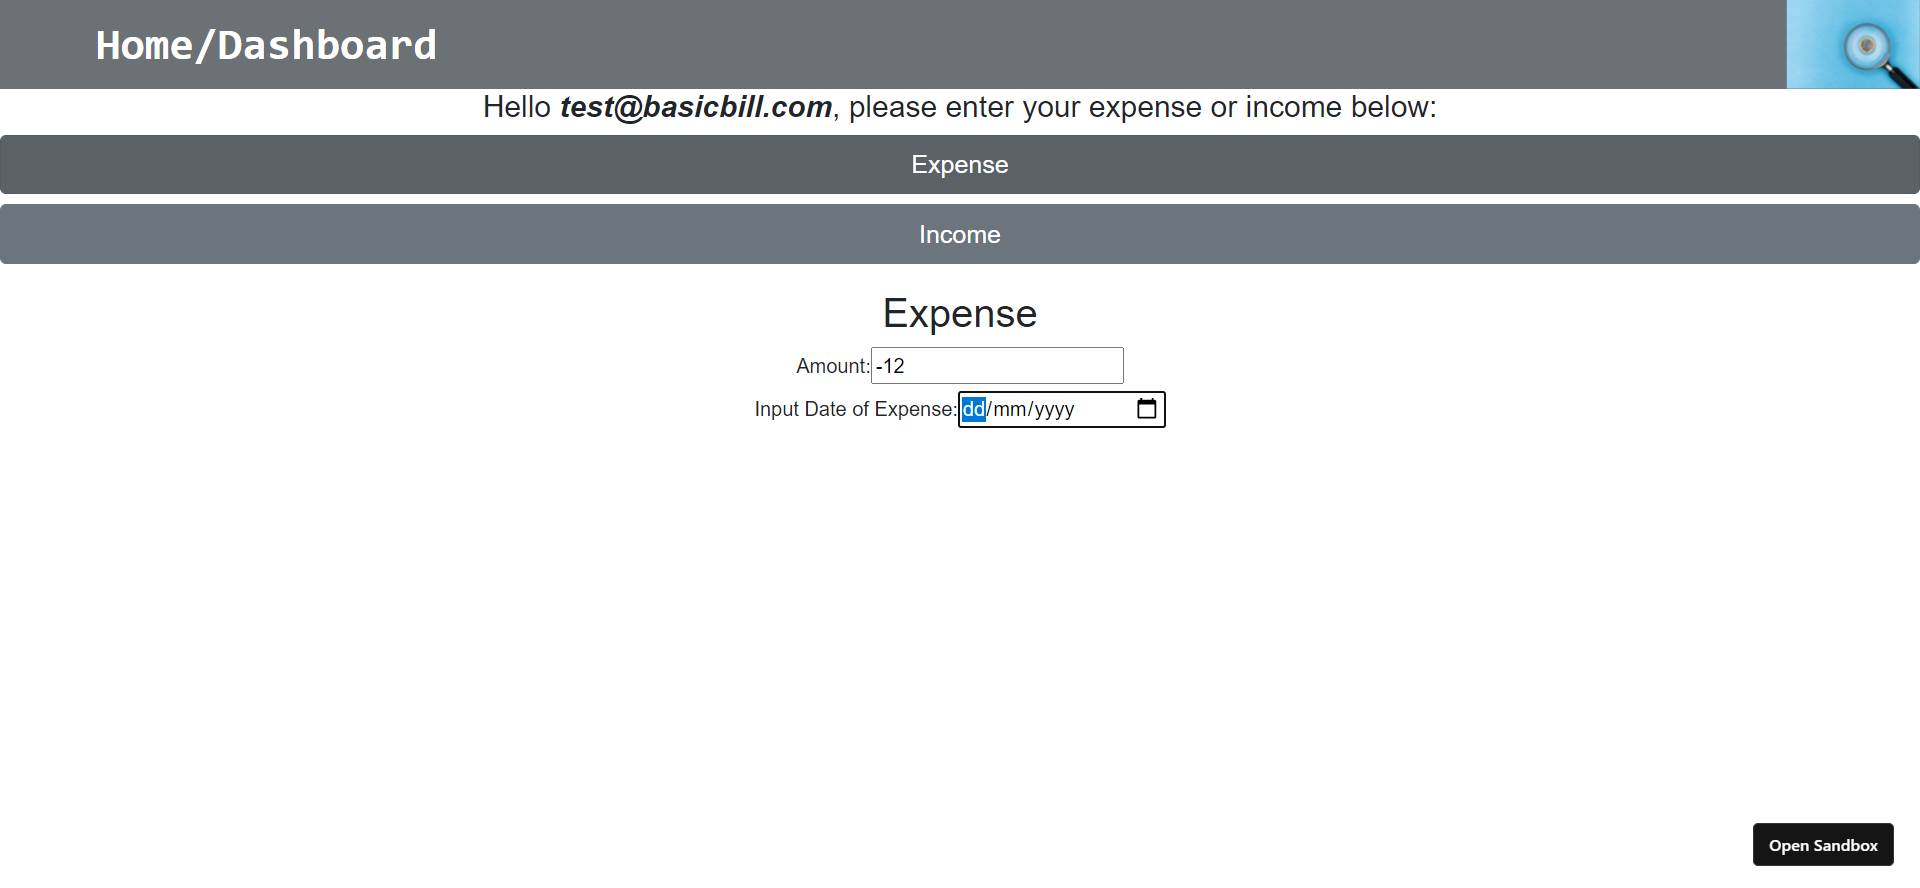 Home/Dashboard
Hello test@basicbill.com, please enter your expense or income below:
Expense
Income
Expense
Amount: -12
Input Date of Expense: dd/mm/yyyy
Open Sandbox